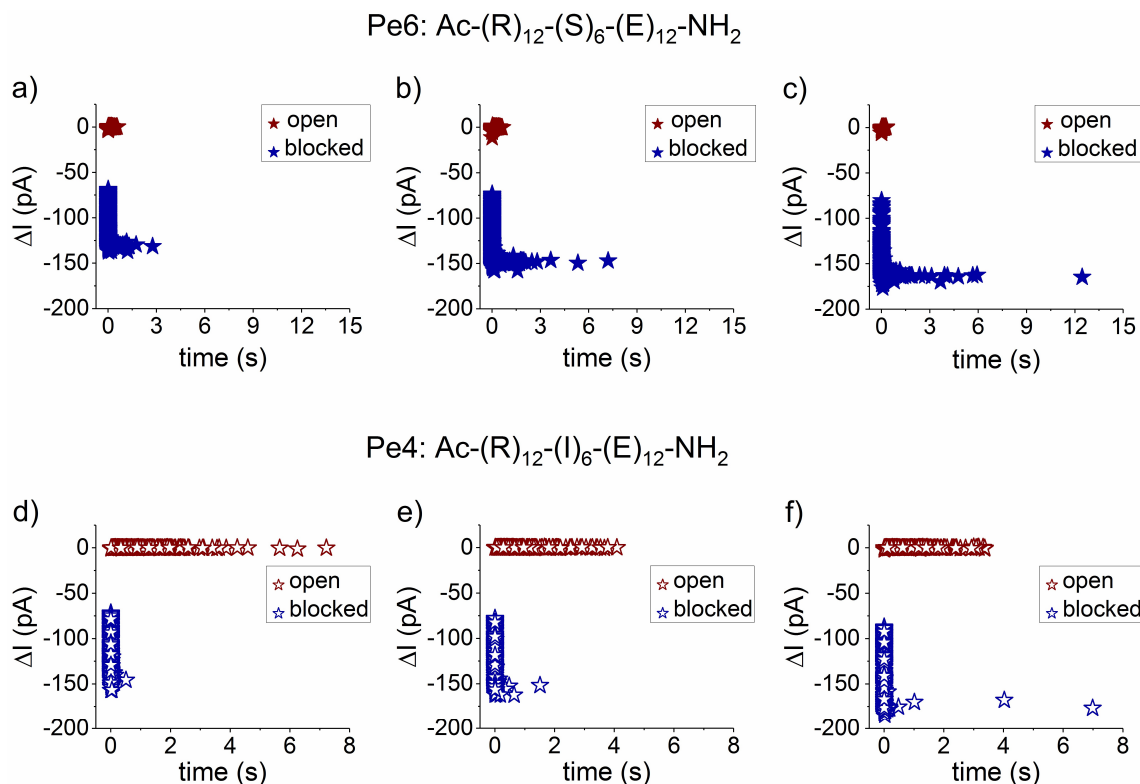 Pe6: Ac-(R)12-(S)6-(E)12-NH2
a)
b)
c)
0
-50
-100
-150
-200
ΔI (pA)
open
blocked
0 3 6 9 12 15
time (s)
0
-50
-100
-150
-200
ΔI (pA)
open
blocked
0 3 6 9 12 15
time (s)
0
-50
-100
-150
-200
ΔI (pA)
open
blocked
0 3 6 9 12 15
time (s)
Pe4: Ac-(R)12-(I)6-(E)12-NH2
d)
e)
f)
0
-50
-100
-150
-200
ΔI (pA)
open
blocked
0 2 4 6 8
time (s)
0
-50
-100
-150
-200
ΔI (pA)
open
blocked
0 2 4 6 8
time (s)
0
-50
-100
-150
-200
ΔI (pA)
open
blocked
0 2 4 6 8
time (s)